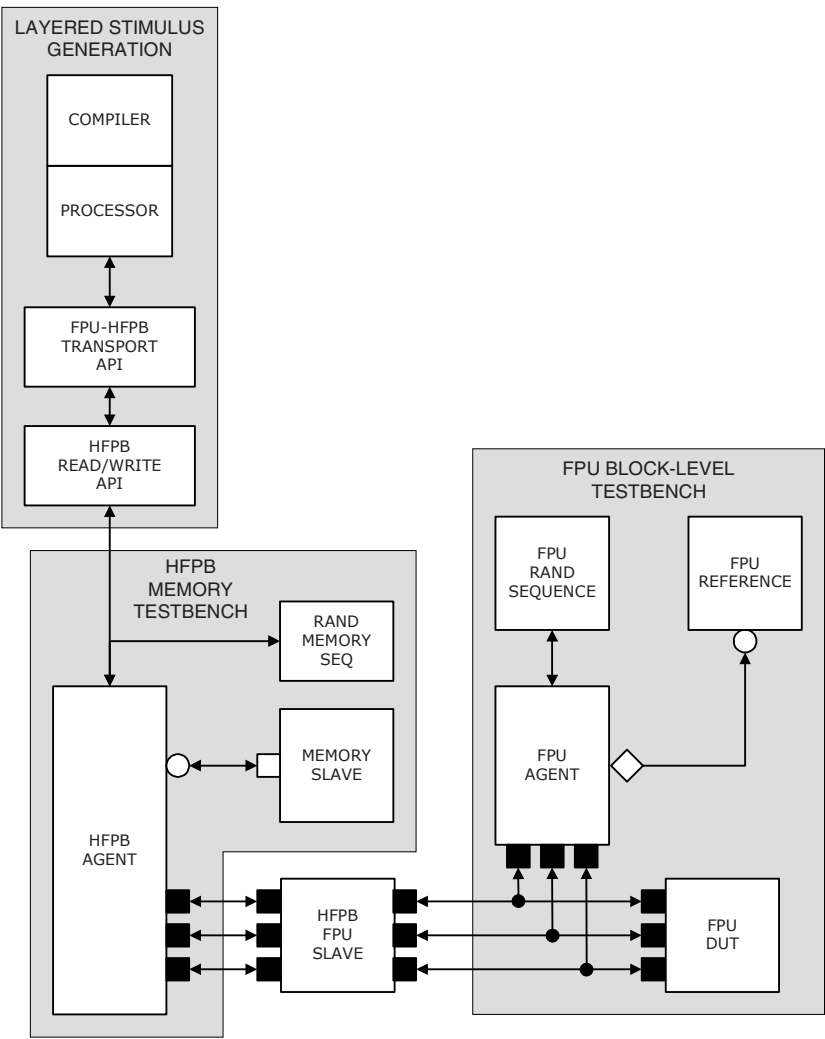 LAYERED STIMULUS
GENERATION
COMPILER
PROCESSOR
FPU-HFPB
TRANSPORT
API
HFPB
READ/WRITE
API
HFPB
MEMORY
TESTBENCH
RAND
MEMORY
SEQ
MEMORY
SLAVE
HFPB
AGENT
HFPB
FPU
SLAVE
FPU BLOCK-LEVEL
TESTBENCH
FPU
RAND
SEQUENCE
FPU
REFERENCE
FPU
AGENT
FPU
DUT